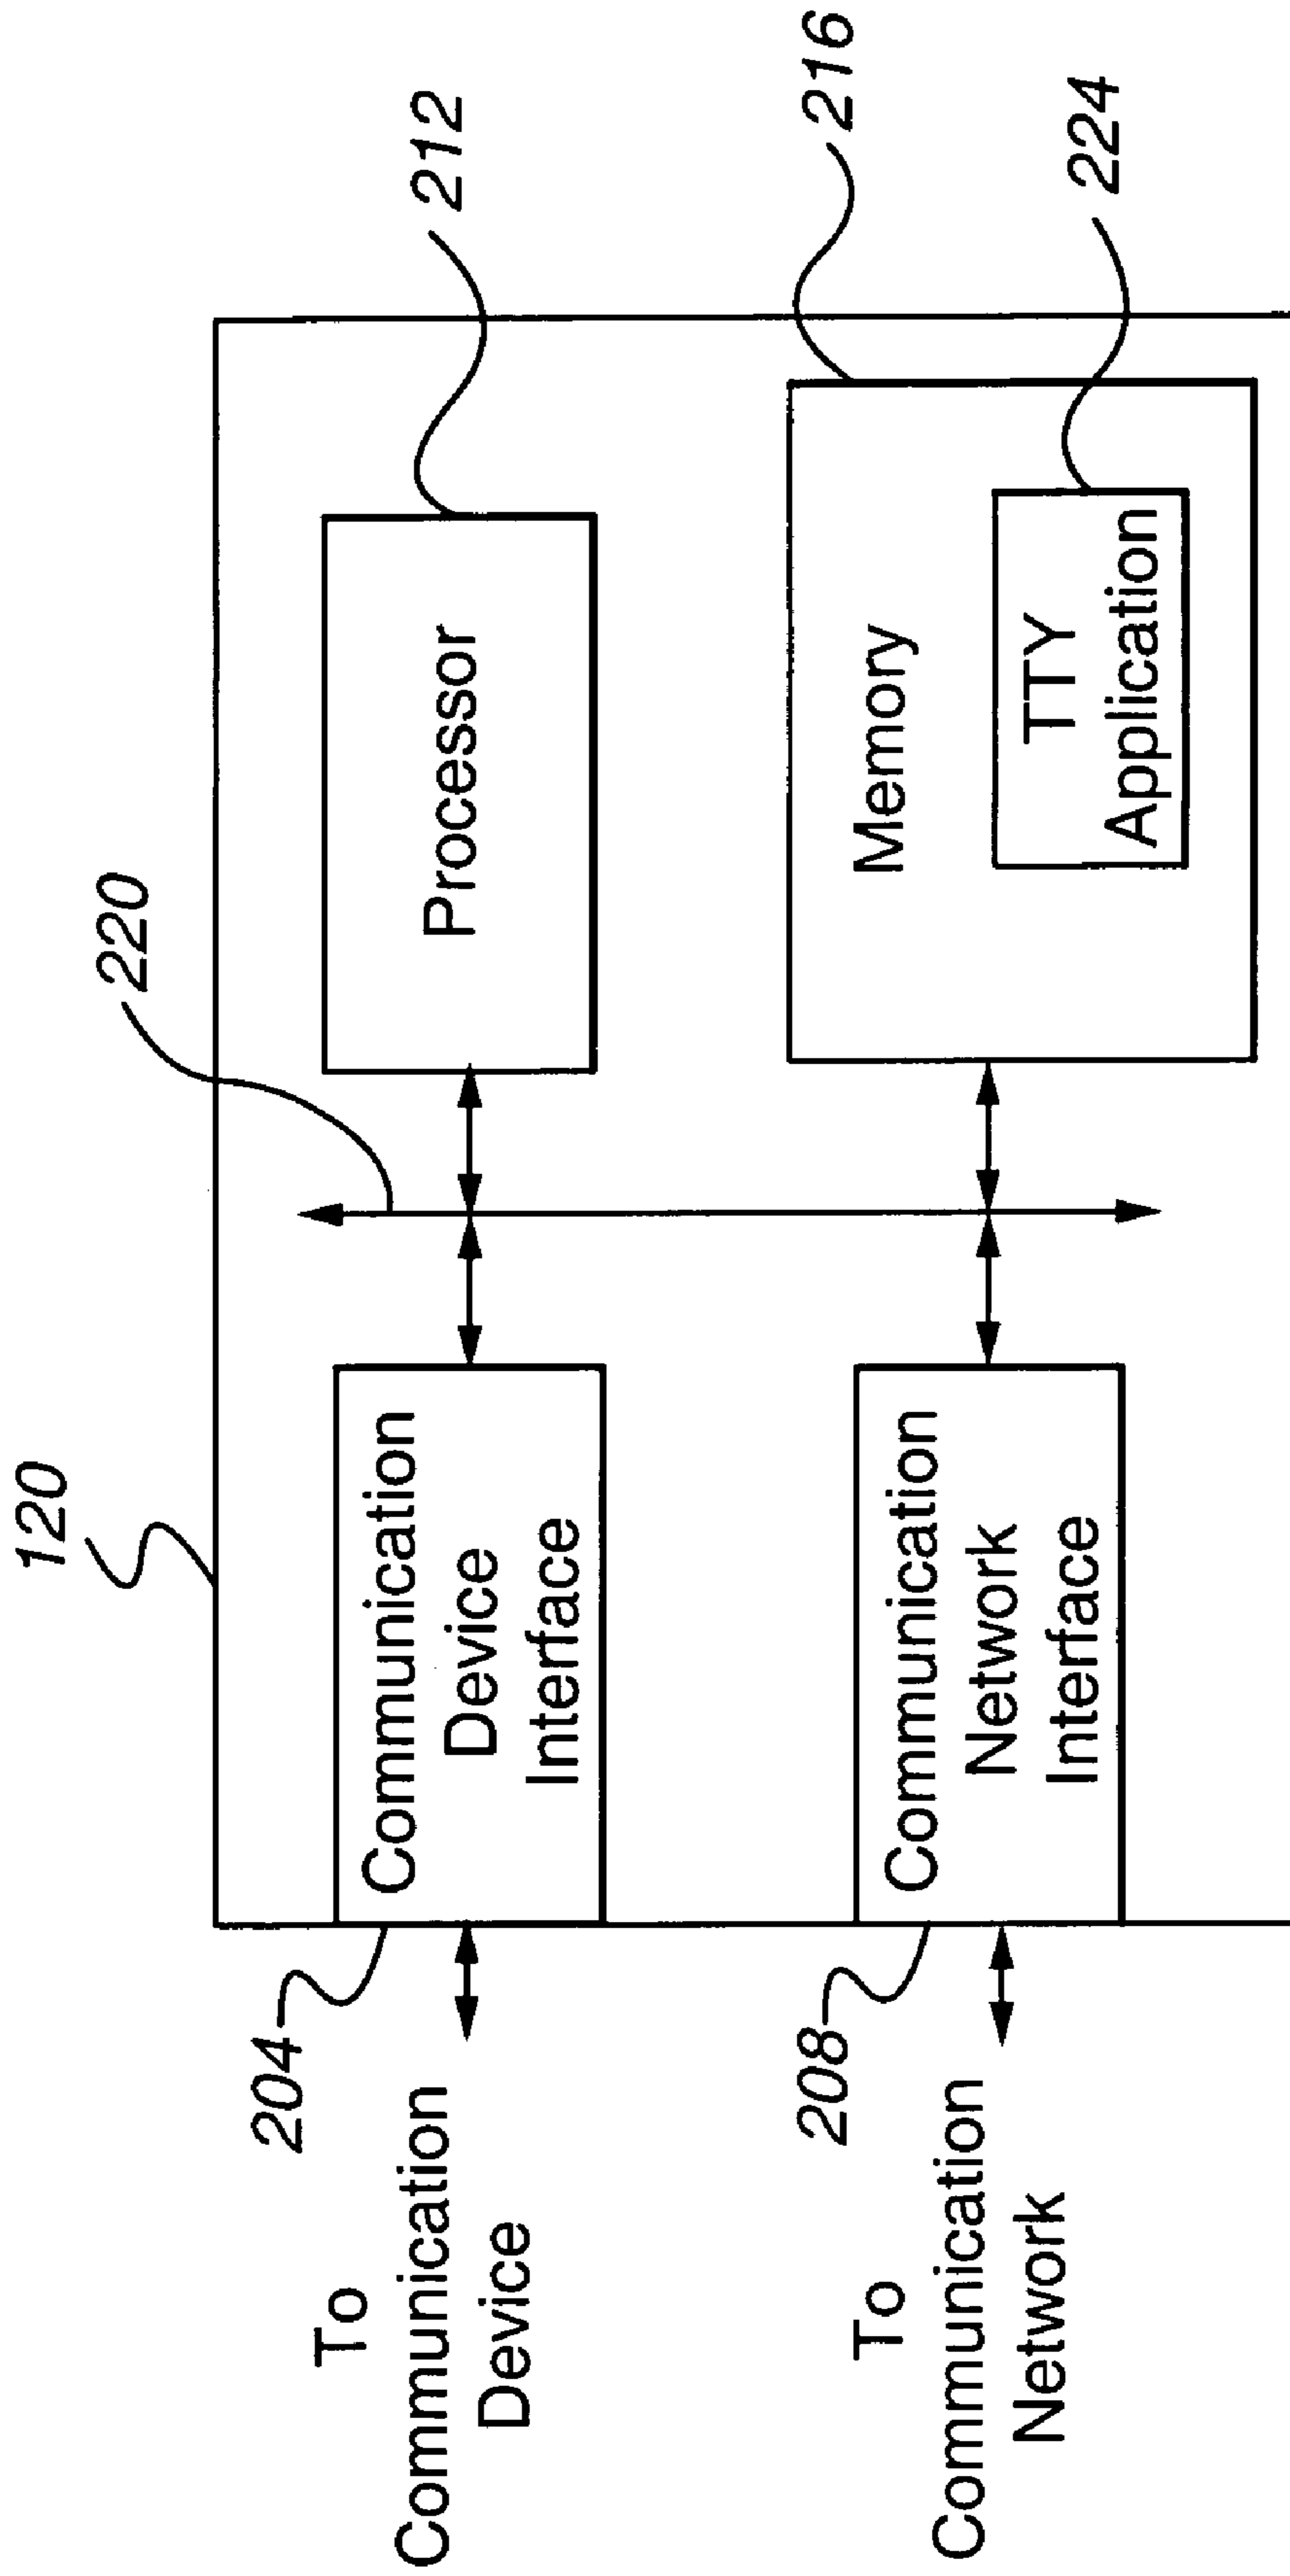 120
220
212
216
224
204
To
Communication
Device
Communication
Device
Interface
Processor
208
To
Communication
Network
Communication
Network
Interface
Memory
TTY
Application